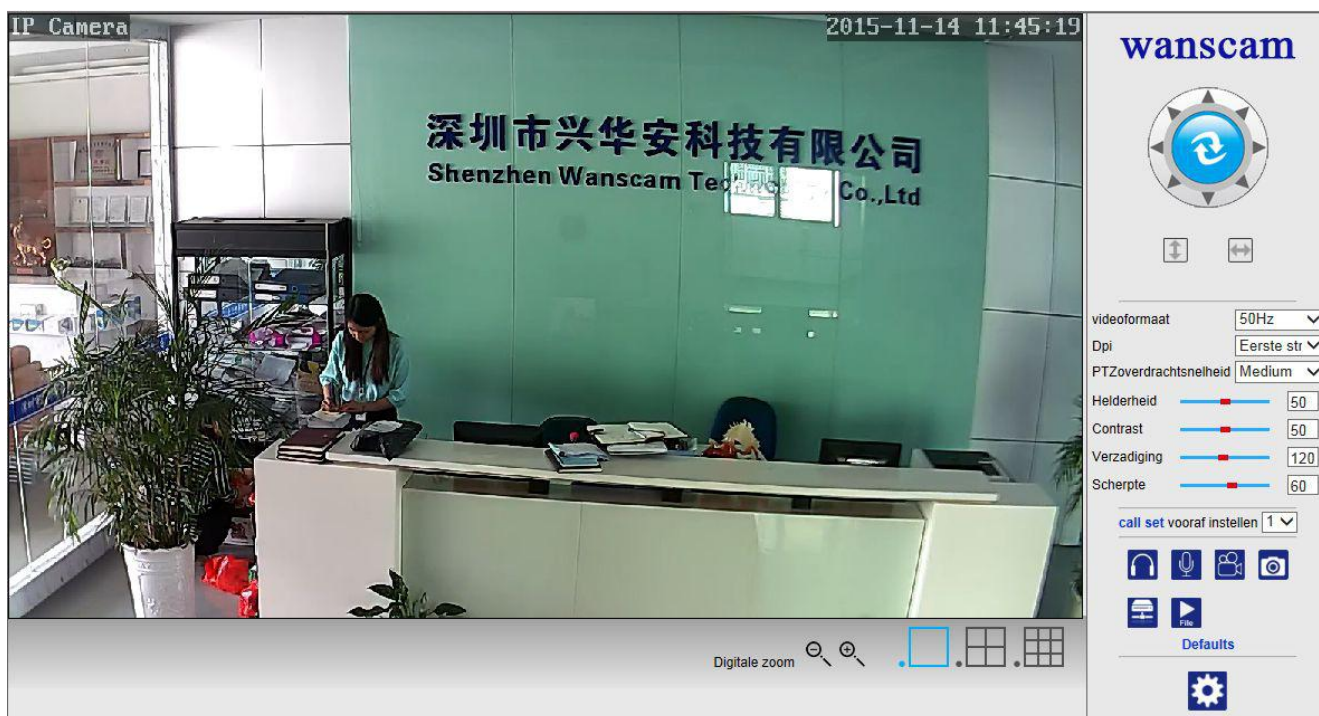 IP Camera
2015-11-14 11:45:19
深圳市兴华安科技有限公司
Shenzhen Wanscam Co.,Ltd
wanscam
videoformaat 50Hz
Dpi Eerste str
PTZoverdrachtsnelheid Medium
Helderheid 50
Contrast 50
Verzadiging 120
Scherpte 60
call set vooraf instellen 1
File
Defaults
Digitale zoom